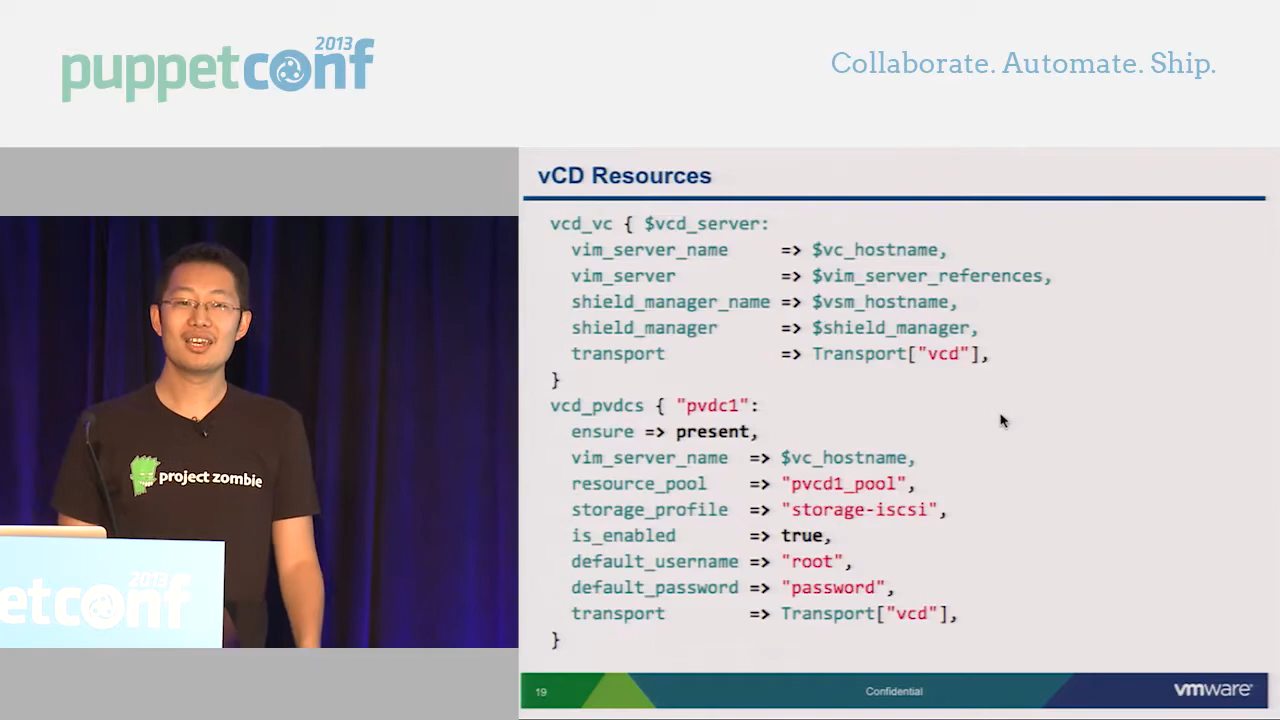 2013
puppetconf
Collaborate. Automate. Ship.
vCD Resources
vcd_vc { $vcd_server:
vim_server_name => $vc_hostname,
vim_server => $vim_server_references,
shield_manager_name => $vsm_hostname,
shield_manager => $shield_manager,
transport => Transport["vcd"],
}
vcd_pvdcs { "pvdc1":
ensure => present,
vim_server_name => $vc_hostname,
resource_pool => "pvcd1_pool",
storage_profile => "storage-iscsi",
is_enabled => true,
default_username => "root",
default_password => "password",
transport => Transport["vcd"],
}
19
Confidential
vmware
project zombie
2013
etconf